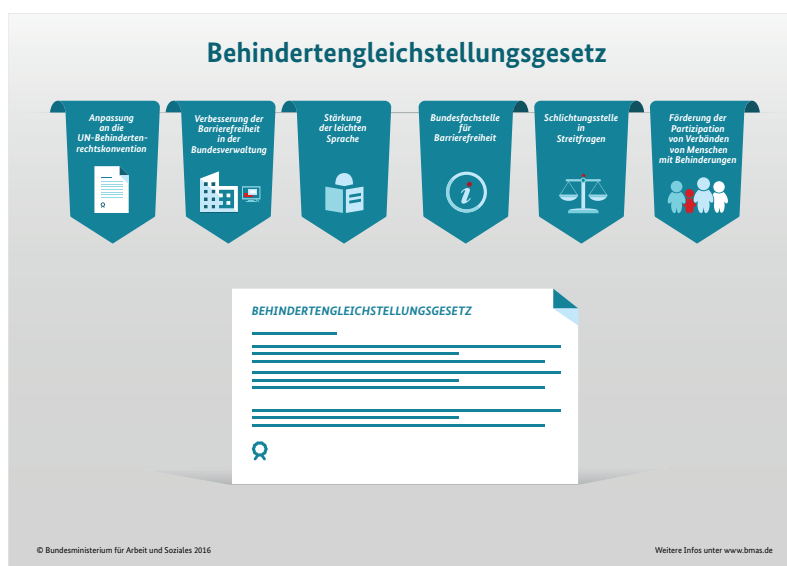 Behindertengleichstellungsgesetz
Anpassung
an die
UN-Behinderten-
rechtskonvention
Verbesserung der
Barrierefreiheit
in der
Bundesverwaltung
Stärkung
der leichten
Sprache
Bundesfachstelle
für
Barrierefreiheit
Schlichtungsstelle
in
Streitfragen
Förderung der
Partizipation
von Verbänden
von Menschen
mit Behinderungen
i
BEHINDERTENGLEICHSTELLUNGSGESETZ
© Bundesministerium für Arbeit und Soziales 2016
Weitere Infos unter www.bmas.de